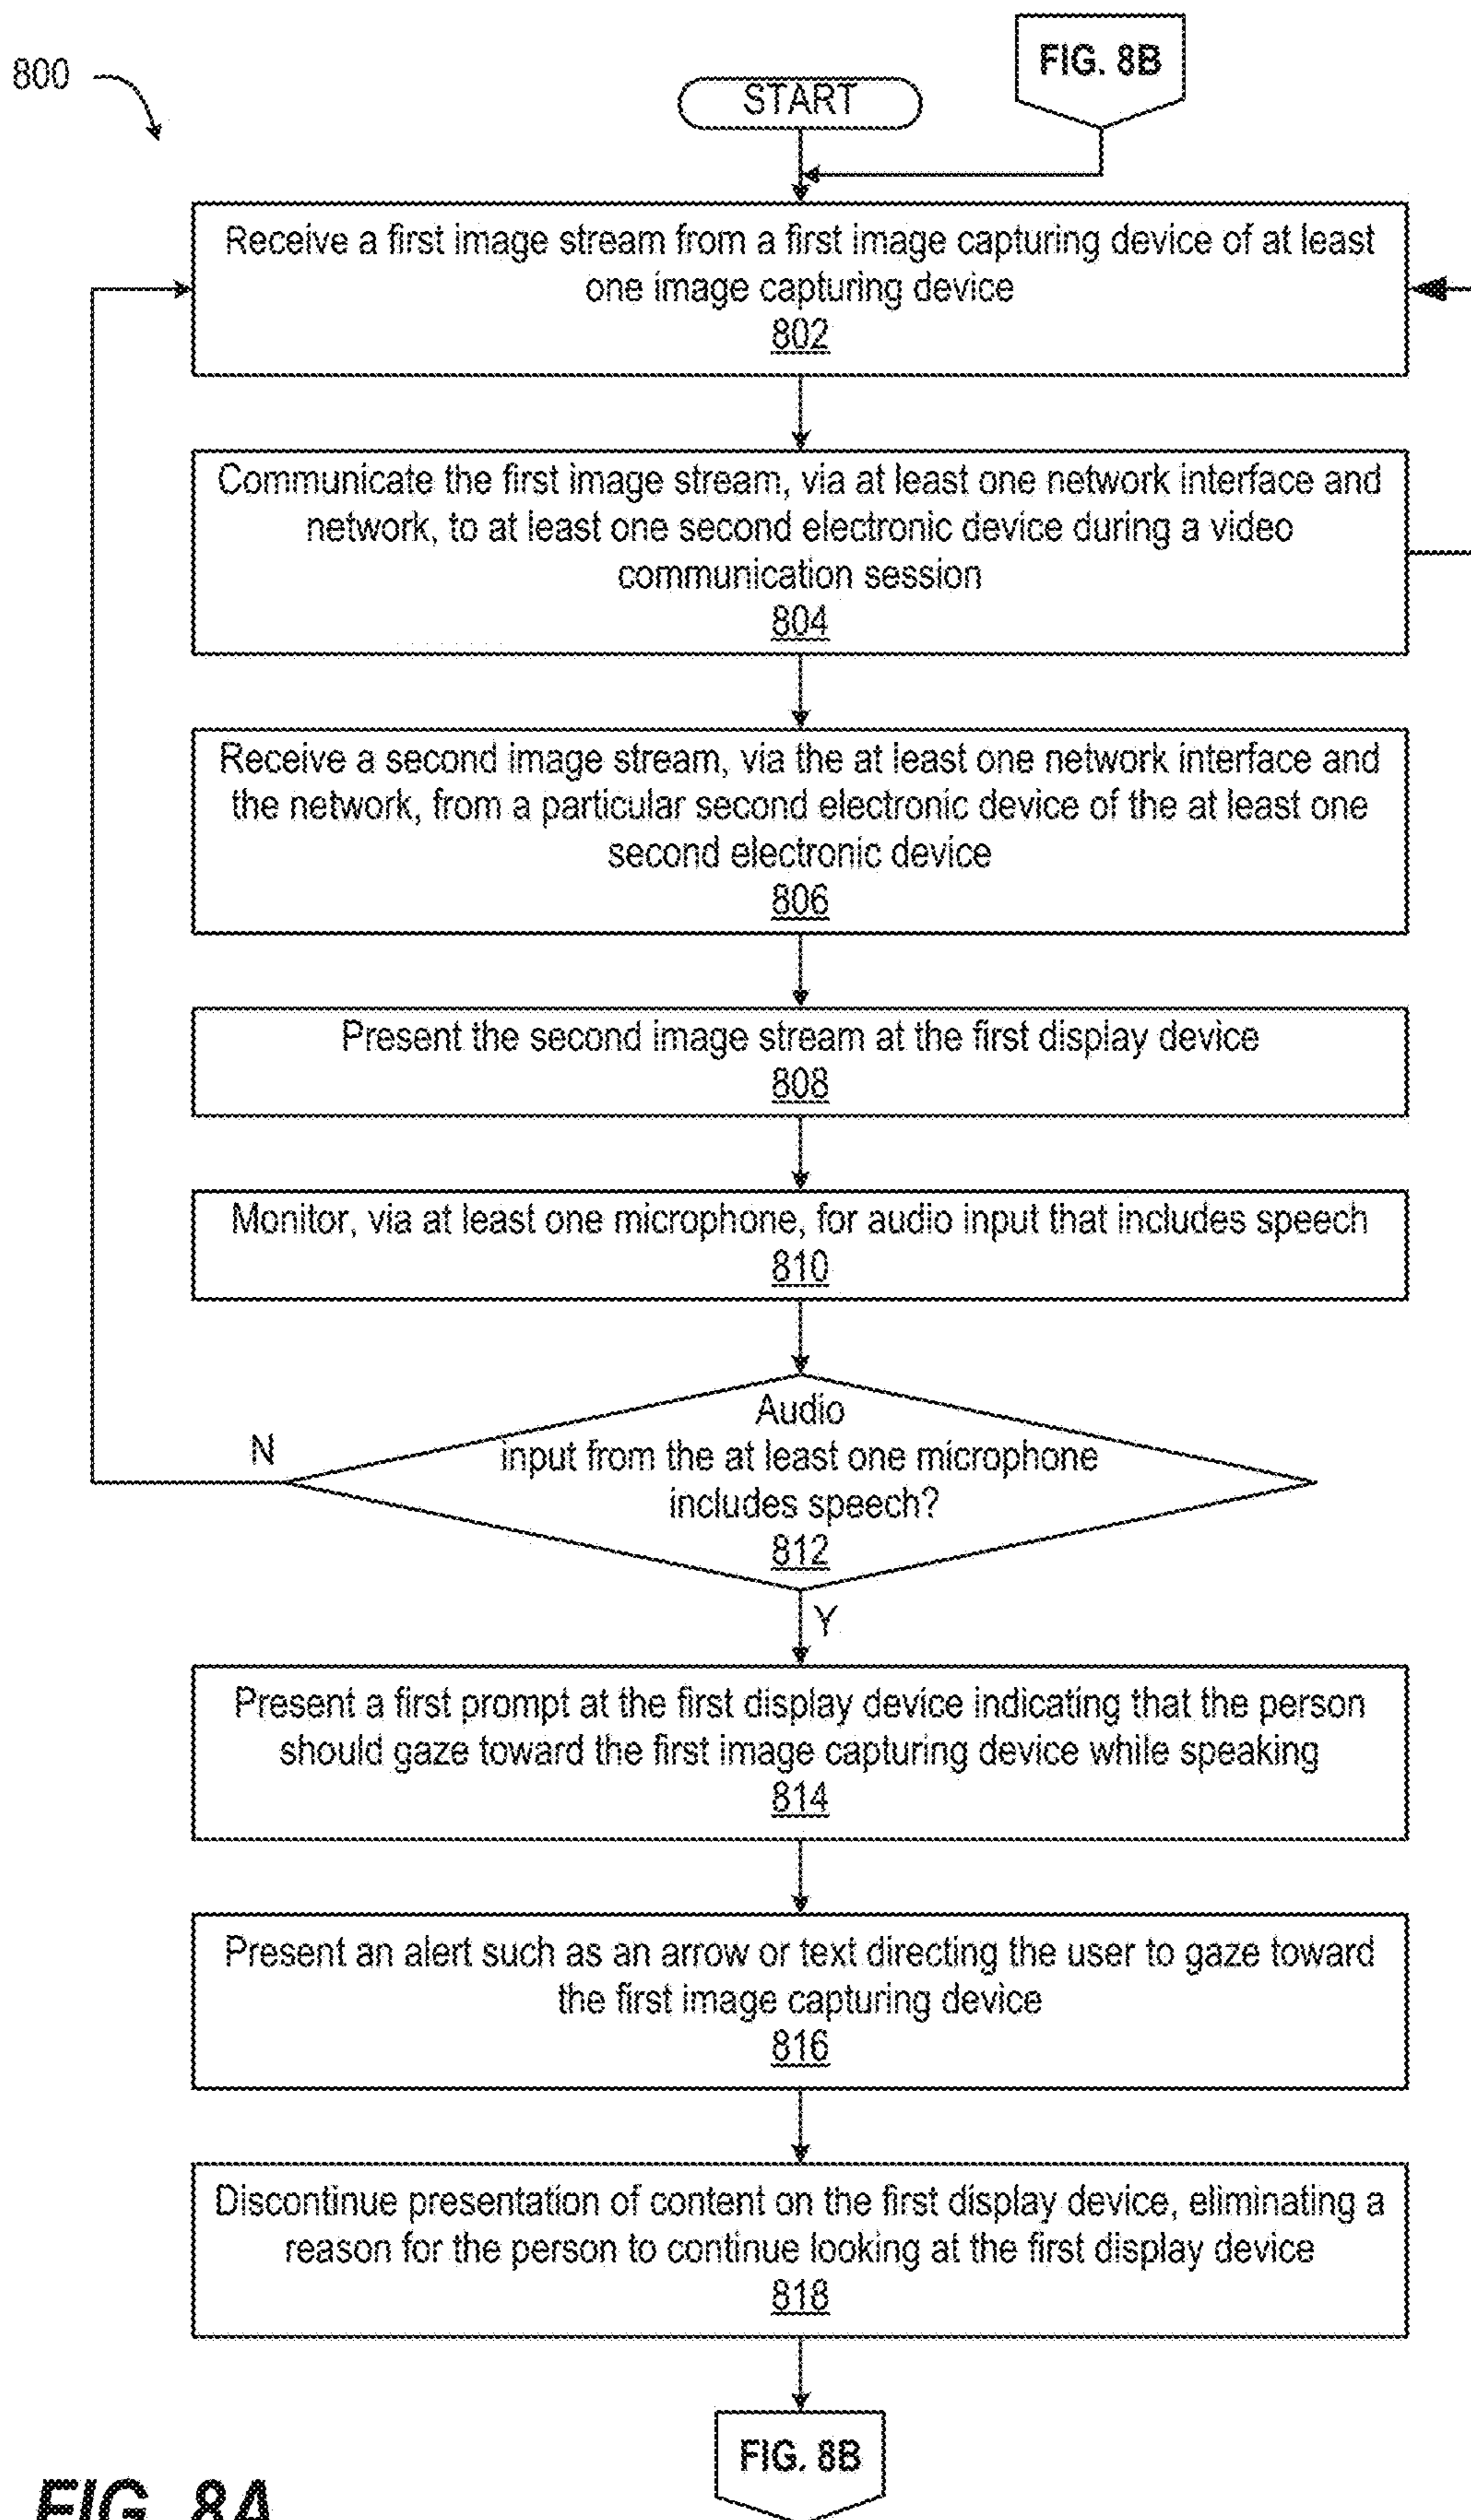 800
START
FIG. 8B
Receive a first image stream from a first image capturing device of at least
one image capturing device
802
Communicate the first image stream, via at least one network interface and
network, to at least one second electronic device during a video
communication session
804
Receive a second image stream, via the at least one network interface and
the network, from a particular second electronic device of the at least one
second electronic device
806
Present the second image stream at the first display device
808
Monitor, via at least one microphone, for audio input that includes speech
810
Audio
input from the at least one microphone
includes speech?
812
N
Y
Present a first prompt at the first display device indicating that the person
should gaze toward the first image capturing device while speaking
814
Present an alert such as an arrow or text directing the user to gaze toward
the first image capturing device
816
Discontinue presentation of content on the first display device, eliminating a
reason for the person to continue looking at the first display device
818
FIG. 8B
FIG. 8A